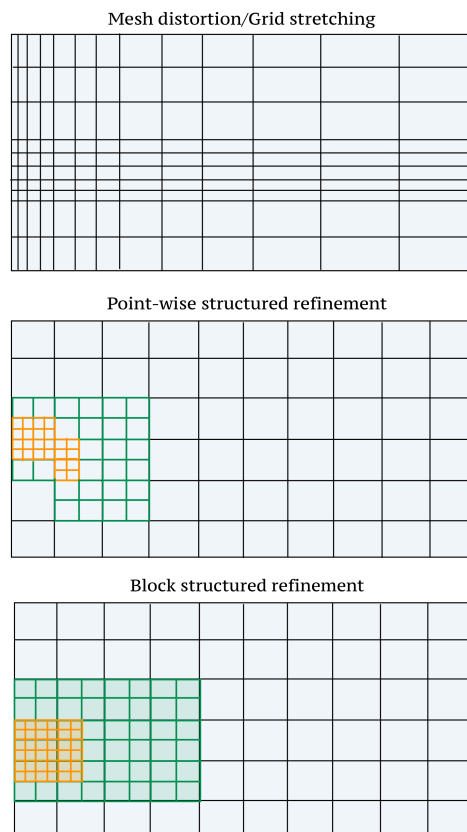 Mesh distortion/Grid stretching
Point-wise structured refinement
Block structured refinement